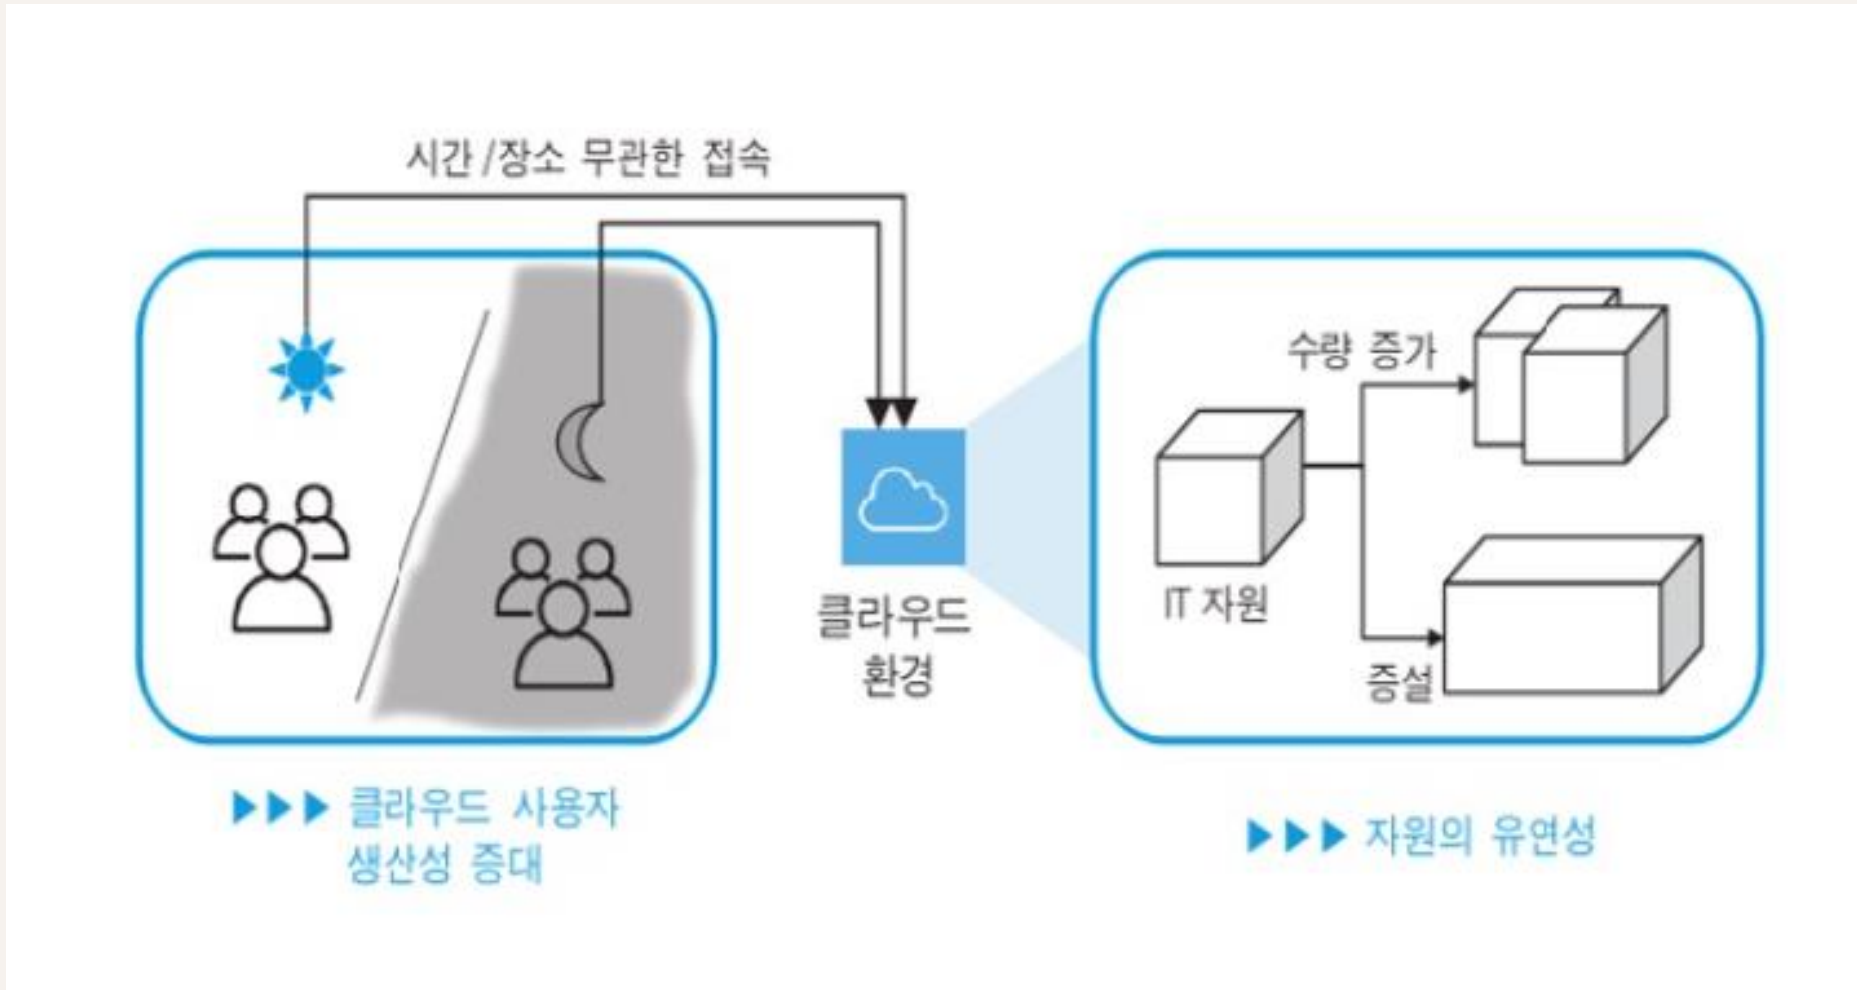 시간 /장소 무관한 접속
클라우드
환경
수량 증가
IT 자원
증설
▶▶▶ 클라우드 사용자
생산성 증대
▶▶▶ 자원의 유연성